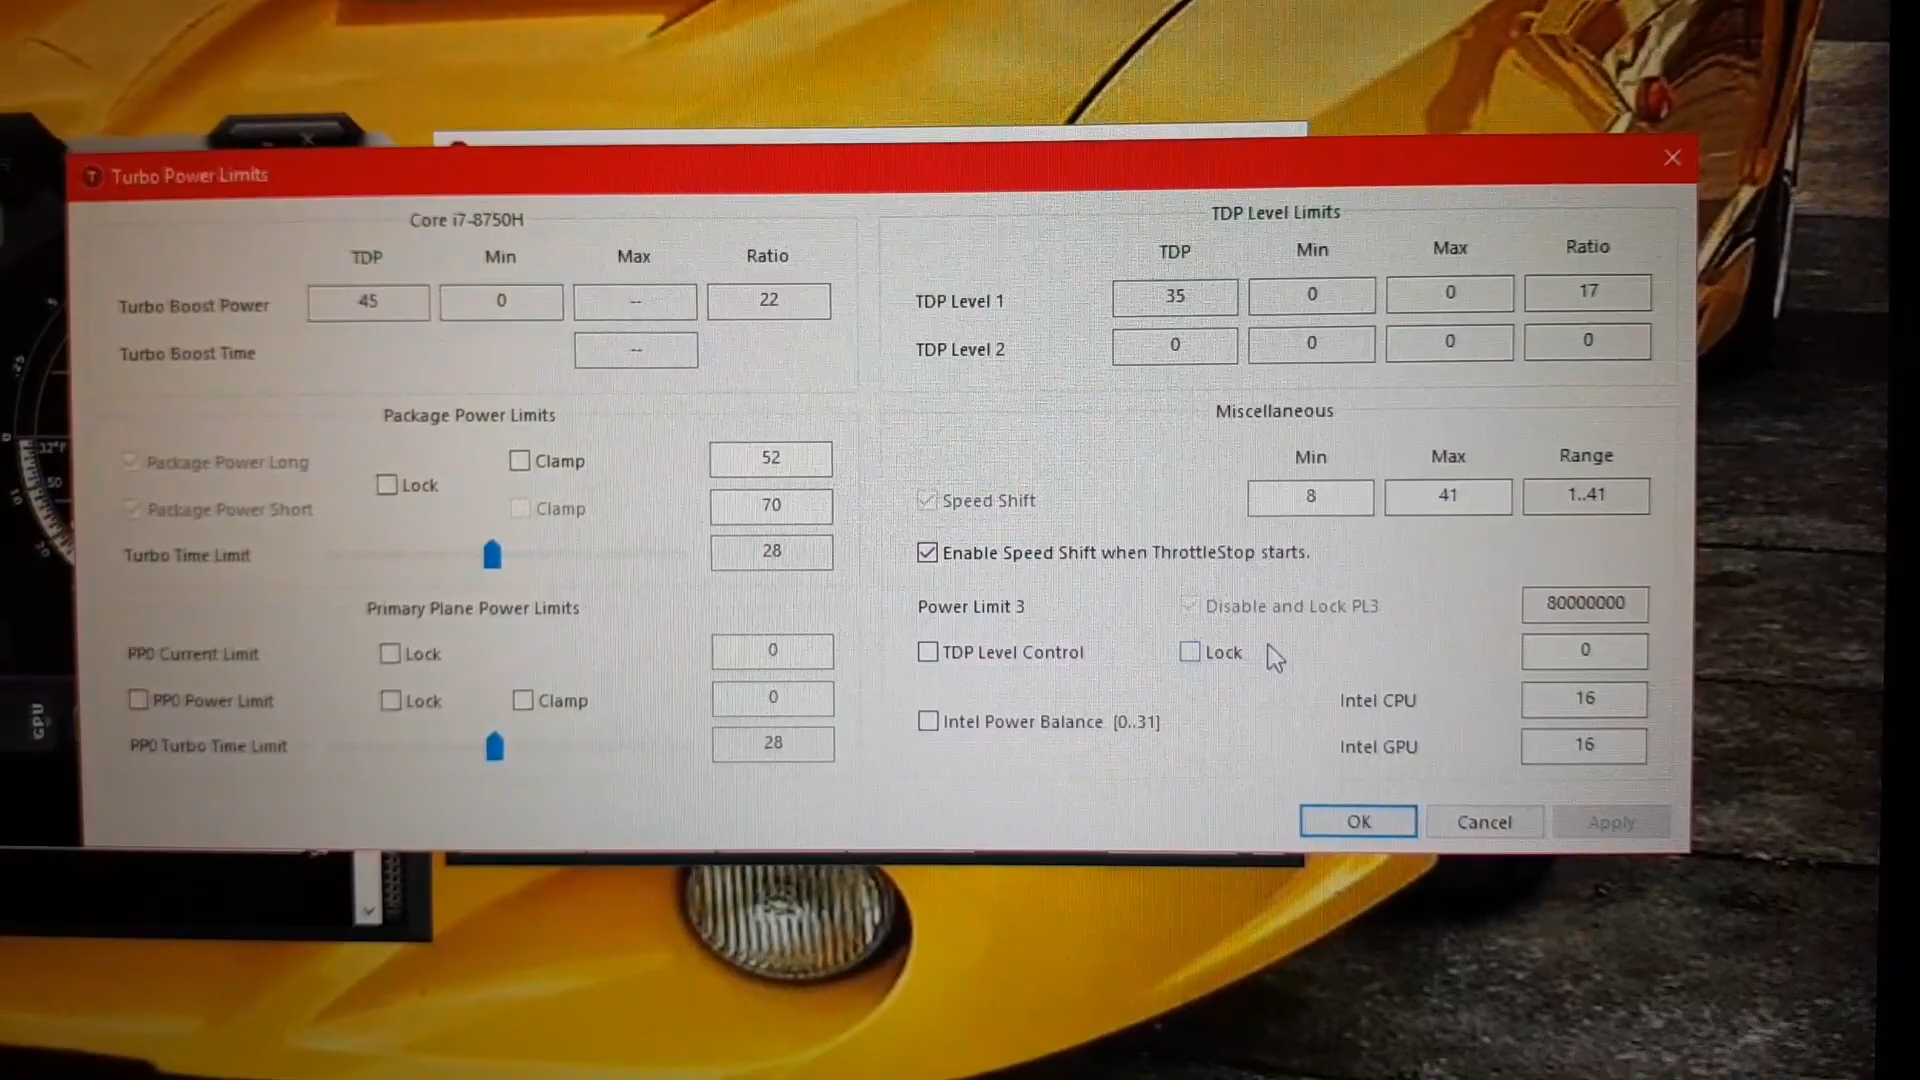 Turbo Power Limits
Core i7-8750H
TDP Min Max Ratio
Turbo Boost Power 45 0 -- 22
Turbo Boost Time --
TDP Level Limits
TDP Min Max Ratio
TDP Level 1 35 0 0 17
TDP Level 2 0 0 0 0
Package Power Limits
Package Power Long Clamp 52
Lock
Package Power Short Clamp 70
Turbo Time Limit 28
Primary Plane Power Limits
PP0 Current Limit Lock 0
PP0 Power Limit Lock Clamp 0
PP0 Turbo Time Limit 28
Miscellaneous
Min Max Range
Speed Shift 8 41 1..41
Enable Speed Shift when ThrottleStop starts.
Power Limit 3 Disable and Lock PL3 80000000
TDP Level Control Lock 0
Intel CPU 16
Intel Power Balance [0..31]
Intel GPU 16
OK Cancel Apply
32°F
50
GPU